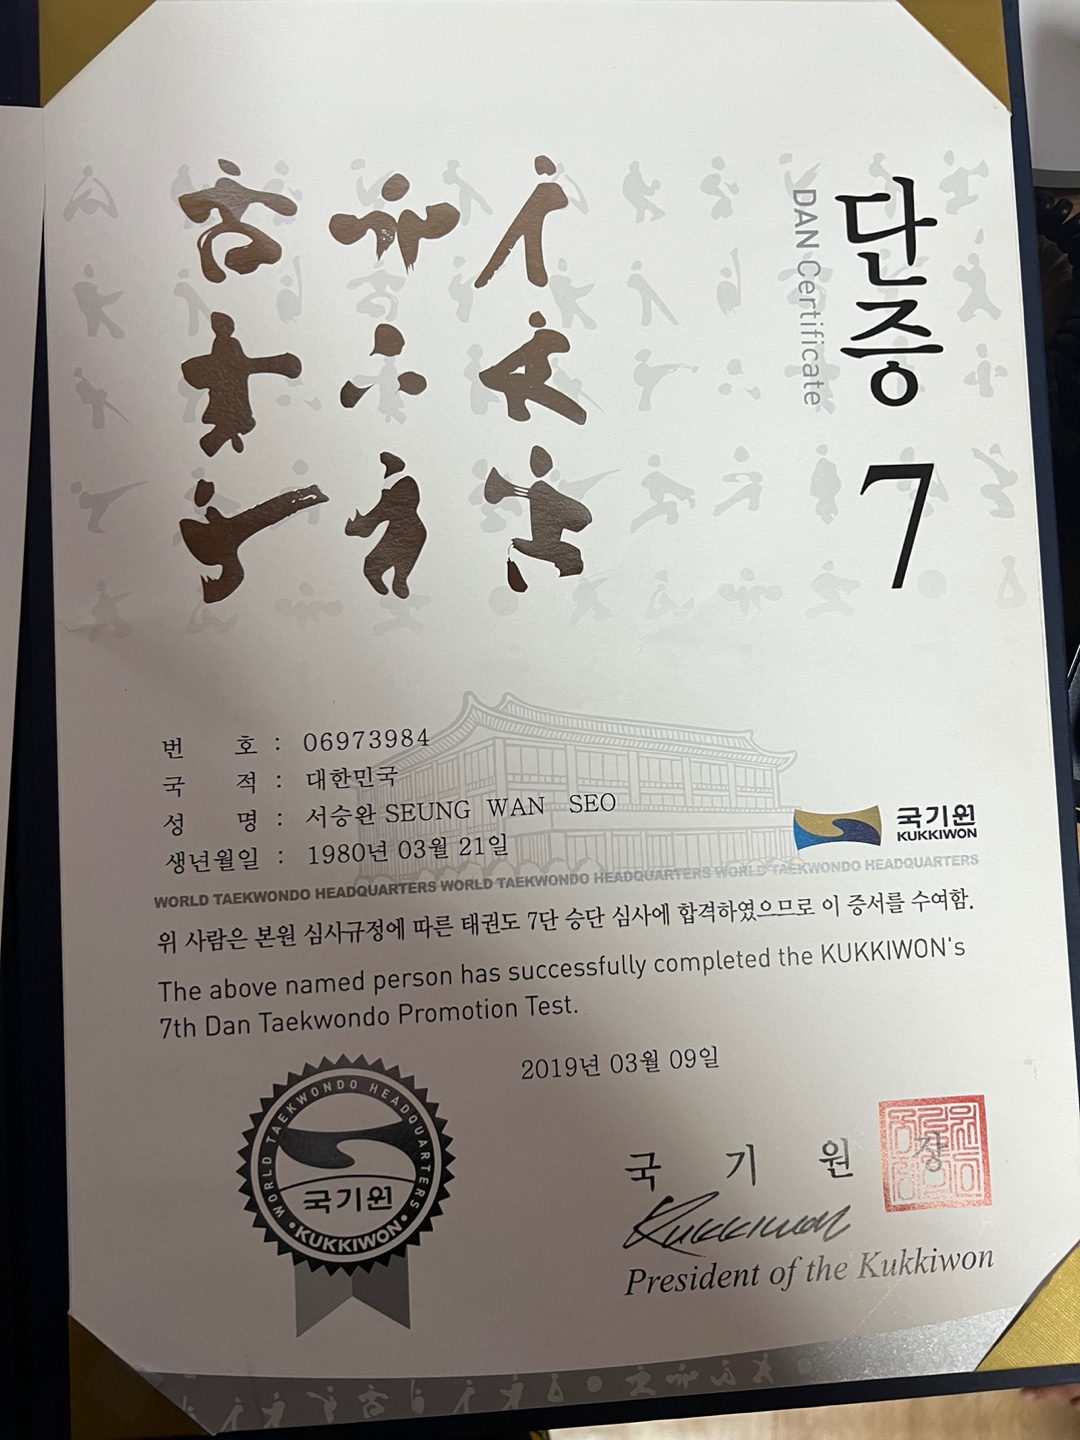 단증 7
DAN Certificate
번 호 : 06973984
국 적 : 대한민국
성 명 : 서승완 SEUNG WAN SEO
생년월일 : 1980년 03월 21일
국기원
KUKKIWON
WORLD TAEKWONDO HEADQUARTERS WORLD TAEKWONDO HEADQUARTERS WORLD TAEKWONDO HEADQUARTERS
위 사람은 본원 심사규정에 따른 태권도 7단 승단 심사에 합격하였으므로 이 증서를 수여함.
The above named person has successfully completed the KUKKIWON's
7th Dan Taekwondo Promotion Test.
2019년 03월 09일
WORLD TAEKWONDO HEADQUARTERS
국기원
KUKKIWON
국 기 원 장
Kukkiwon
President of the Kukkiwon